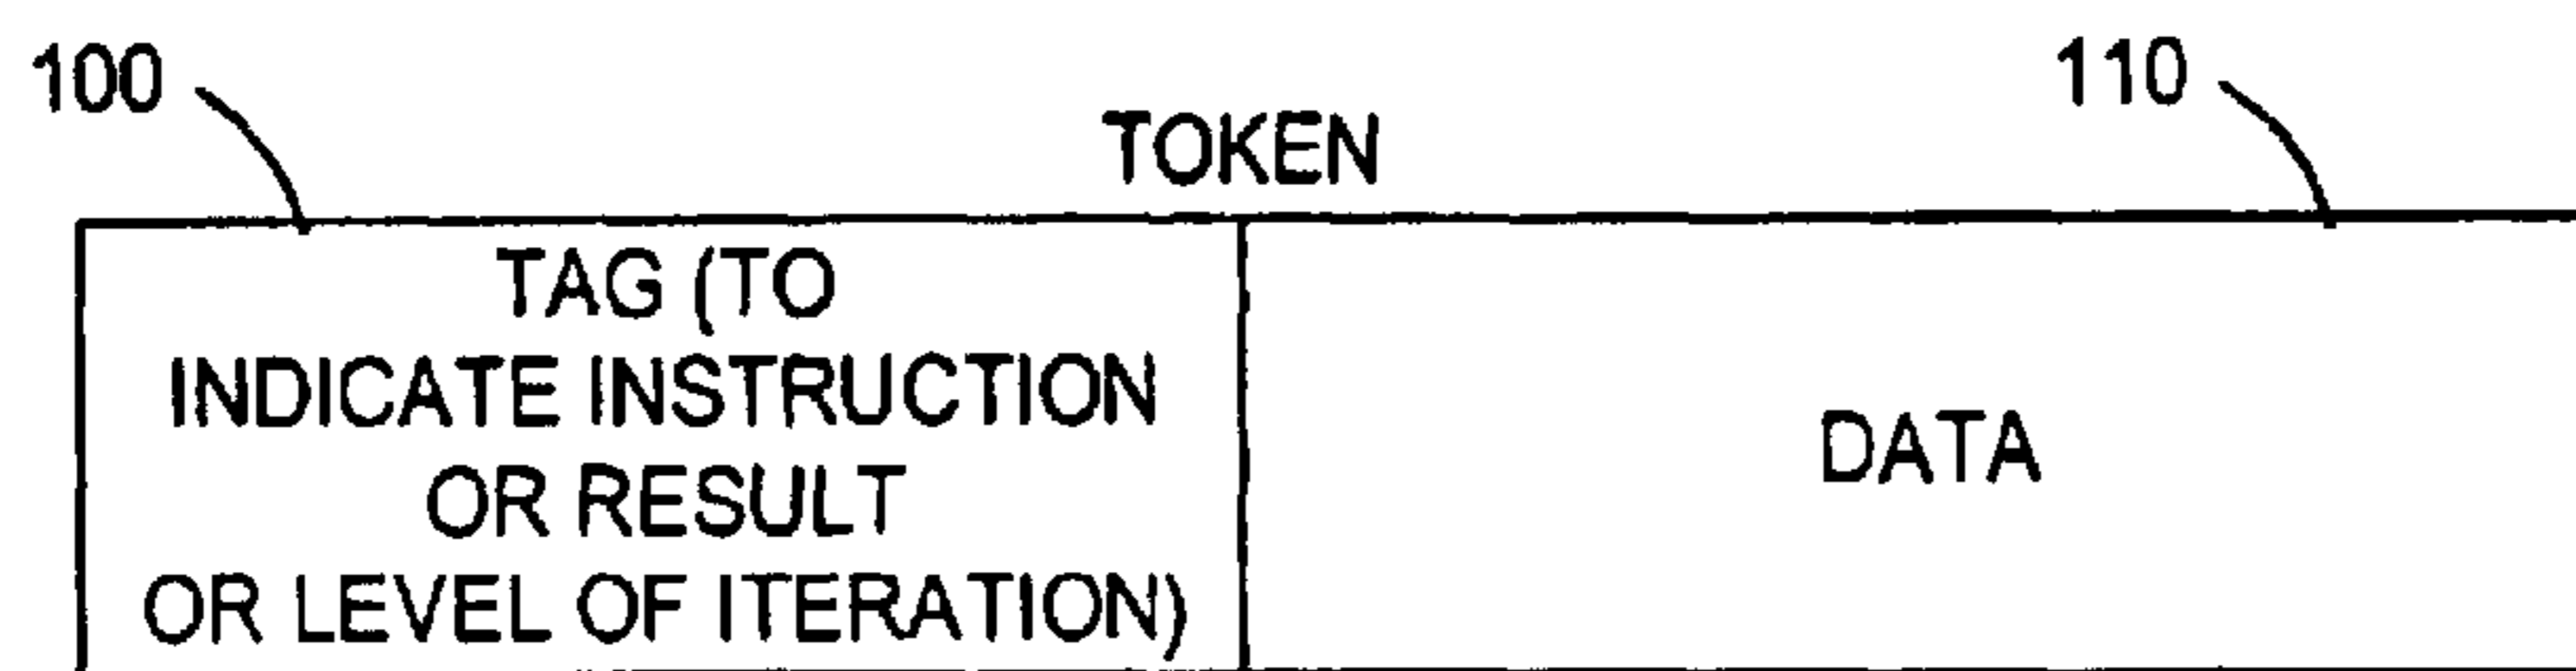 100
110
TOKEN
TAG (TO
INDICATE INSTRUCTION
OR RESULT
OR LEVEL OF ITERATION)
DATA